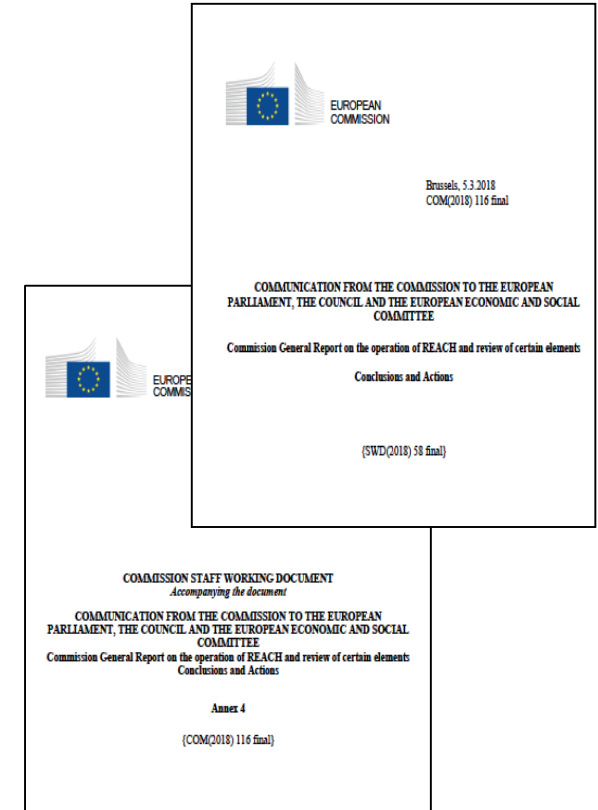 EUROPEAN
COMMISSION
Brussels, 5.3.2018
COM(2018) 116 final
COMMUNICATION FROM THE COMMISSION TO THE EUROPEAN
PARLIAMENT, THE COUNCIL AND THE EUROPEAN ECONOMIC AND SOCIAL
COMMITTEE
Commission General Report on the operation of REACH and review of certain elements
Conclusions and Actions
{SWD(2018) 58 final}
EUROPE
COMMIS
COMMISSION STAFF WORKING DOCUMENT
Accompanying the document
COMMUNICATION FROM THE COMMISSION TO THE EUROPEAN
PARLIAMENT, THE COUNCIL AND THE EUROPEAN ECONOMIC AND SOCIAL
COMMITTEE
Commission General Report on the operation of REACH and review of certain elements
Conclusions and Actions
Annex 4
{COM(2018) 116 final}